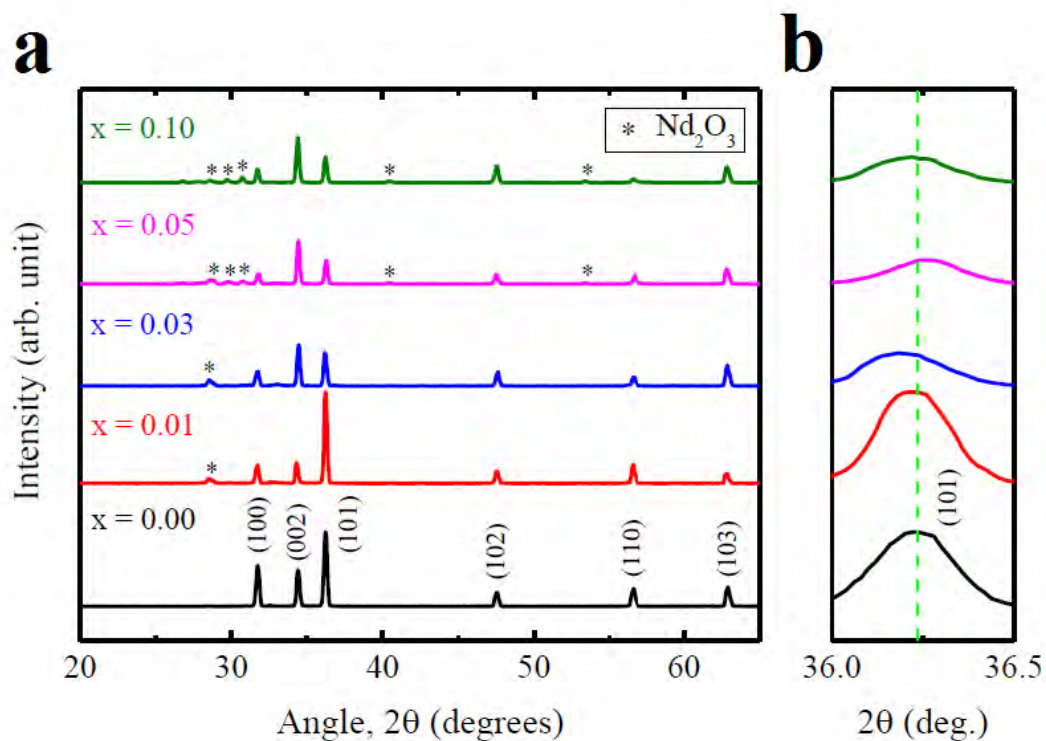 a
b
* Nd₂O₃
x = 0.10
* * * * *
x = 0.05
* * * * *
x = 0.03
*
x = 0.01
*
x = 0.00
(100)
(002)
(101)
(102)
(110)
(103)
(101)
Intensity (arb. unit)
20 30 40 50 60
36.0 36.5
Angle, 2θ (degrees)
2θ (deg.)